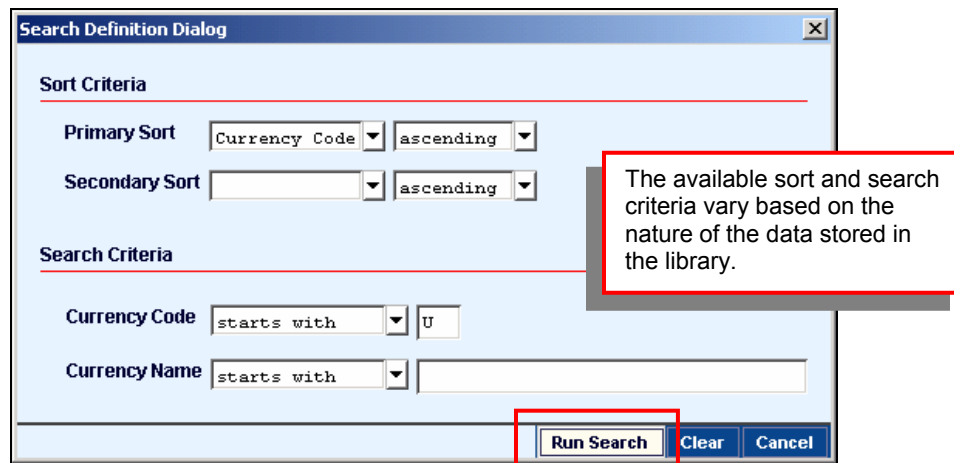 Search Definition Dialog
Sort Criteria
Primary Sort Currency Code ascending
Secondary Sort ascending
The available sort and search
criteria vary based on the
nature of the data stored in
the library.
Search Criteria
Currency Code starts with U
Currency Name starts with
Run Search Clear Cancel